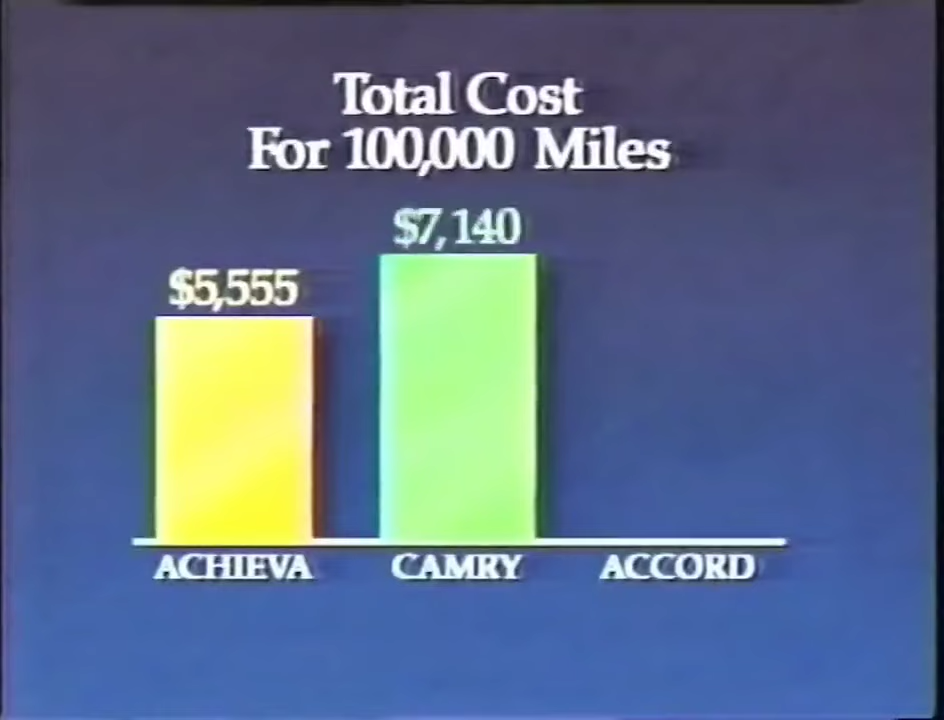 Total Cost
For 100,000 Miles
$7,140
$5,555
ACHIEVA CAMRY ACCORD